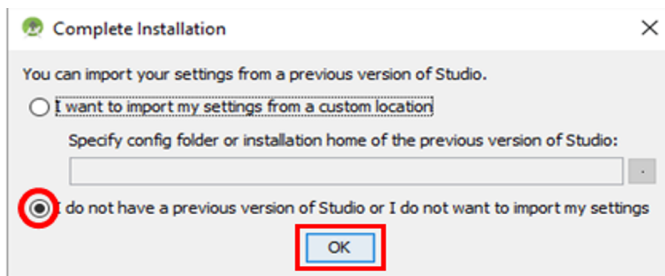 Complete Installation
You can import your settings from a previous version of Studio.
I want to import my settings from a custom location
Specify config folder or installation home of the previous version of Studio:
I do not have a previous version of Studio or I do not want to import my settings
OK